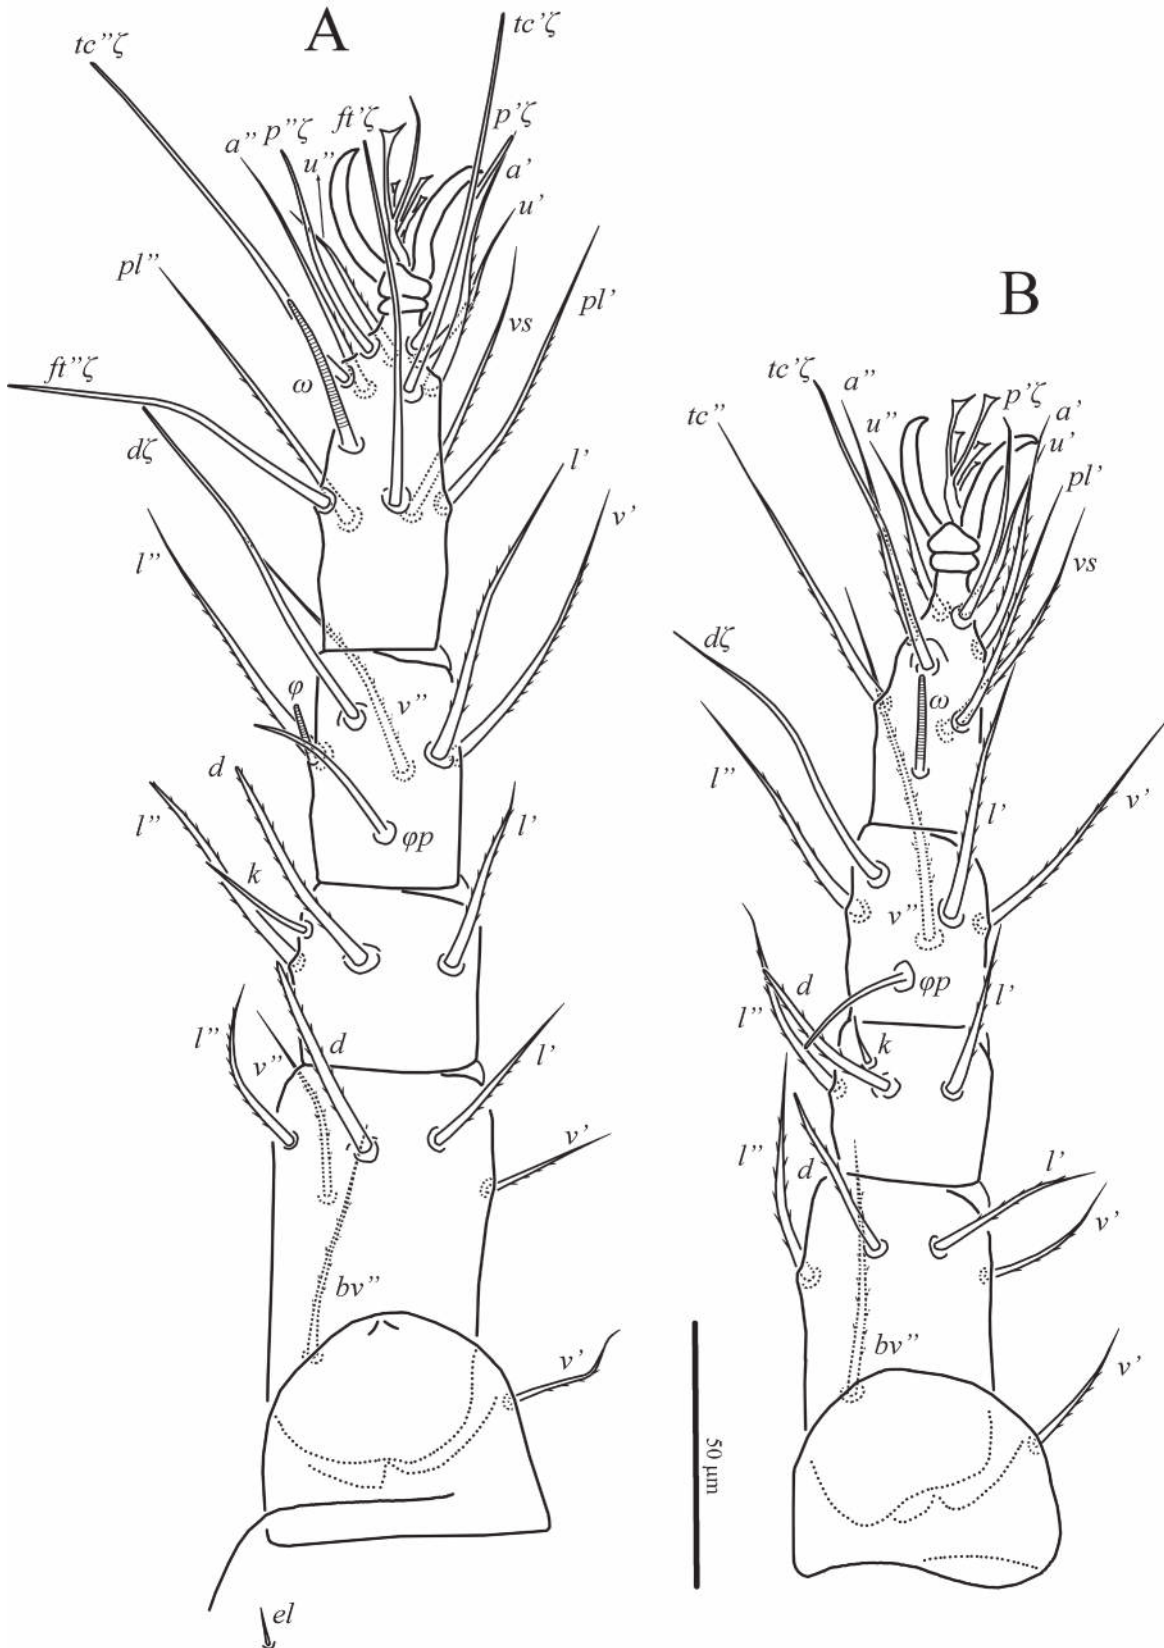 A
tc”ζ
tc’ζ
ft’ζ
p’ζ
p”ζ
a”
u”
a’
u’
pl”
vs
pl’
ft”ζ
ω
dζ
l’
v’
l”
φ
v”
d
l”
l’
k
φp
l”
v”
d
l’
v’
bv”
v’
el
B
tc’ζ
a”
p’ζ
tc”
u”
a’
u’
pl’
vs
dζ
ω
l”
l’
v’
v”
φp
d
l”
k
l’
l”
d
l’
v’
bv”
v’
50 μm